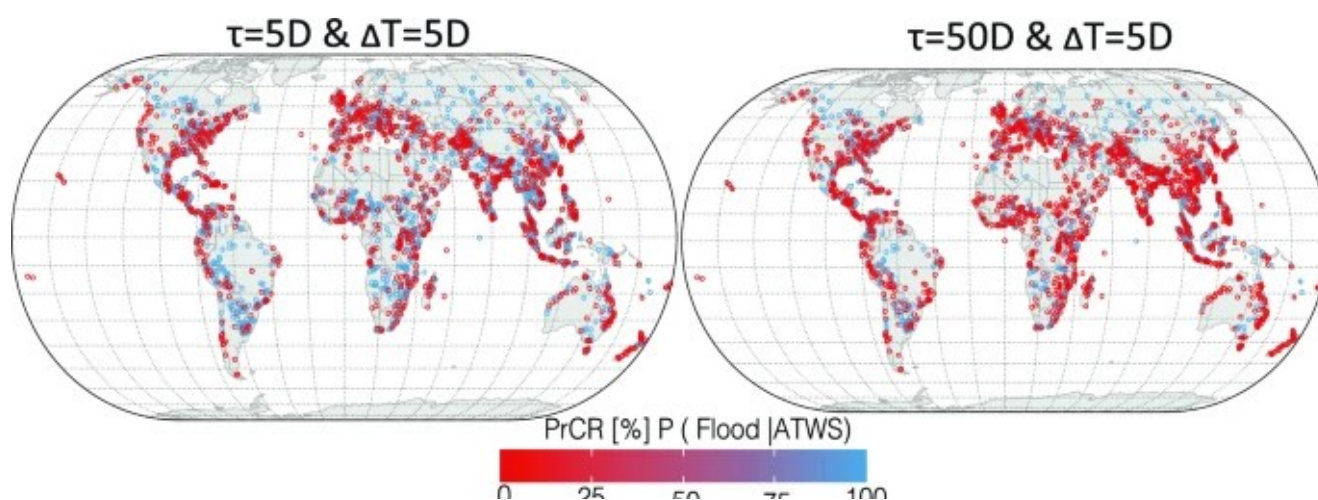 τ=5D & ΔT=5D
τ=50D & ΔT=5D
PrCR [%] P ( Flood |ATWS)
0 25 50 75 100